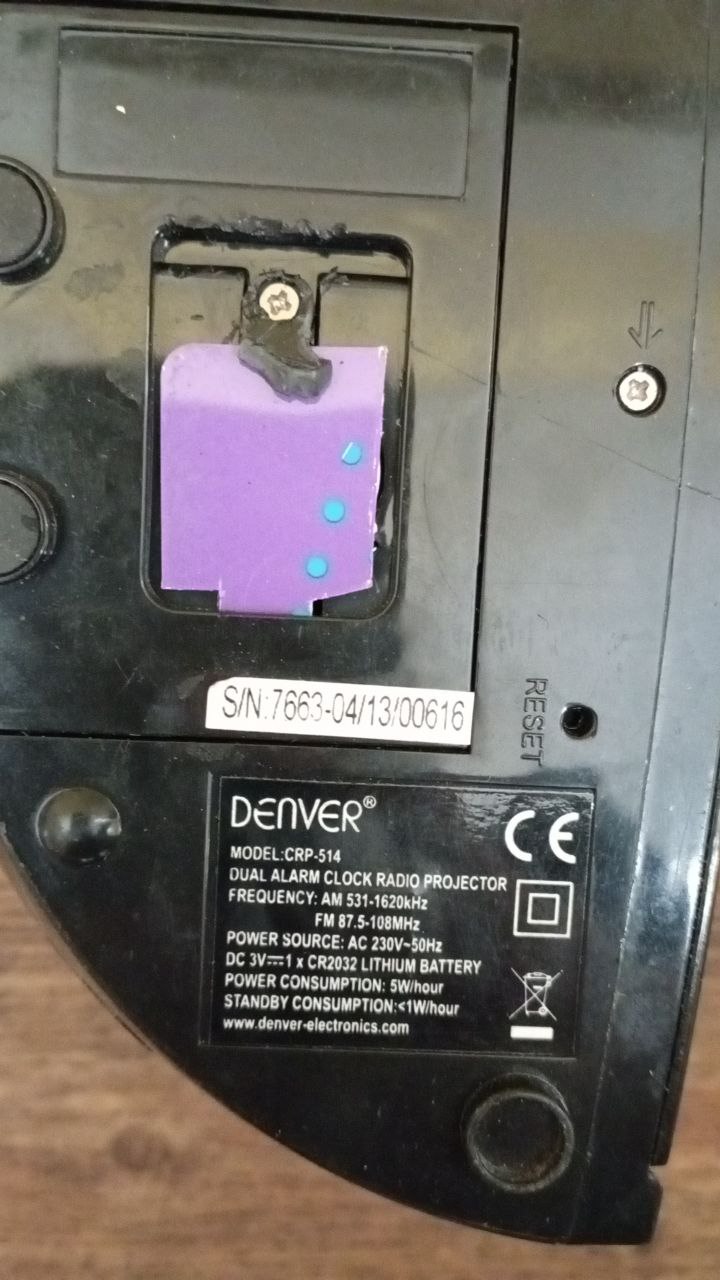 S/N:7663-04/13/00616
RESET
DENVER®
CE
MODEL:CRP-514
DUAL ALARM CLOCK RADIO PROJECTOR
FREQUENCY: AM 531-1620kHz
FM 87.5-108MHz
POWER SOURCE: AC 230V~50Hz
DC 3V⎓1 x CR2032 LITHIUM BATTERY
POWER CONSUMPTION: 5W/hour
STANDBY CONSUMPTION:<1W/hour
www.denver-electronics.com